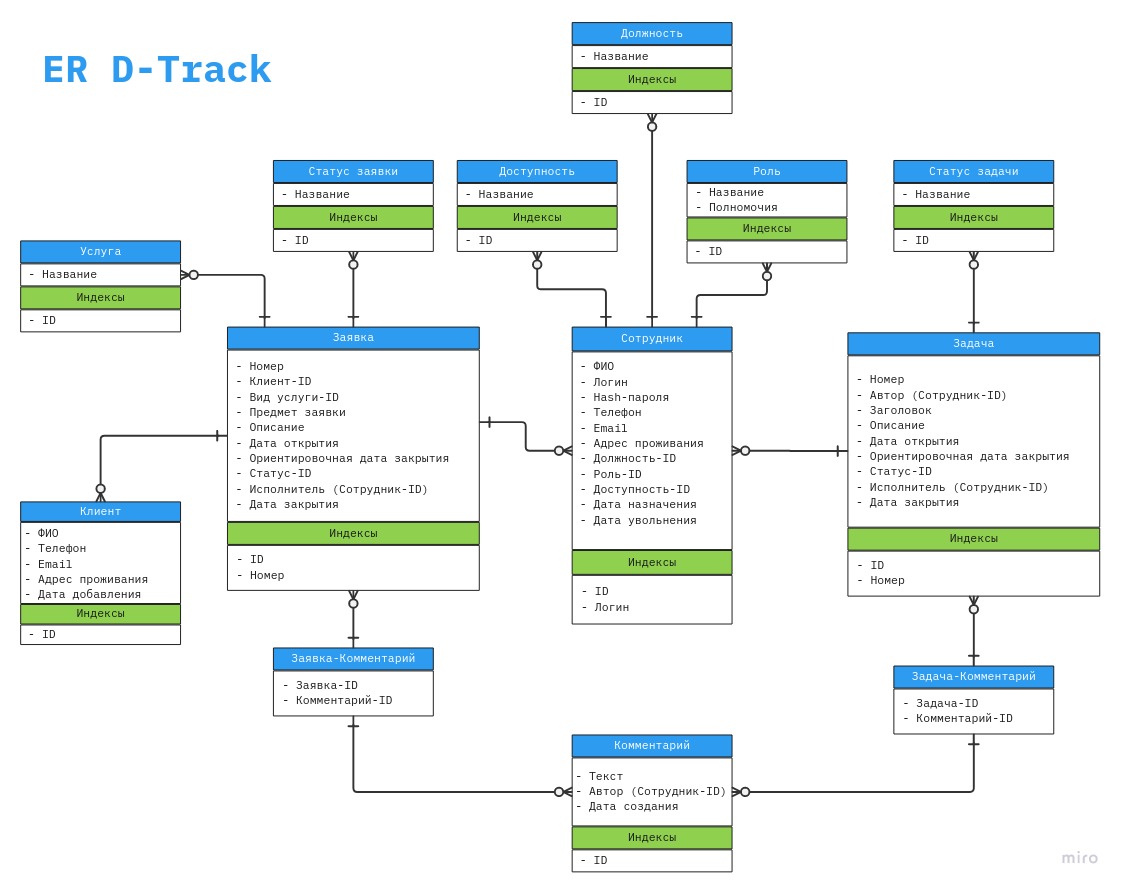 ER D-Track
Должность
- Название
Индексы
- ID
Статус заявки
- Название
Индексы
- ID
Доступность
- Название
Индексы
- ID
Роль
- Название
- Полномочия
Индексы
- ID
Статус задачи
- Название
Индексы
- ID
Услуга
- Название
Индексы
- ID
Заявка
- Номер
- Клиент-ID
- Вид услуги-ID
- Предмет заявки
- Описание
- Дата открытия
- Ориентировочная дата закрытия
- Статус-ID
- Исполнитель (Сотрудник-ID)
- Дата закрытия
Индексы
- ID
- Номер
Сотрудник
- ФИО
- Логин
- Hash-пароля
- Телефон
- Email
- Адрес проживания
- Должность-ID
- Роль-ID
- Доступность-ID
- Дата назначения
- Дата увольнения
Индексы
- ID
- Логин
Задача
- Номер
- Автор (Сотрудник-ID)
- Заголовок
- Описание
- Дата открытия
- Ориентировочная дата закрытия
- Статус-ID
- Исполнитель (Сотрудник-ID)
- Дата закрытия
Индексы
- ID
- Номер
Клиент
- ФИО
- Телефон
- Email
- Адрес проживания
- Дата добавления
Индексы
- ID
Заявка-Комментарий
- Заявка-ID
- Комментарий-ID
Задача-Комментарий
- Задача-ID
- Комментарий-ID
Комментарий
- Текст
- Автор (Сотрудник-ID)
- Дата создания
Индексы
- ID
miro